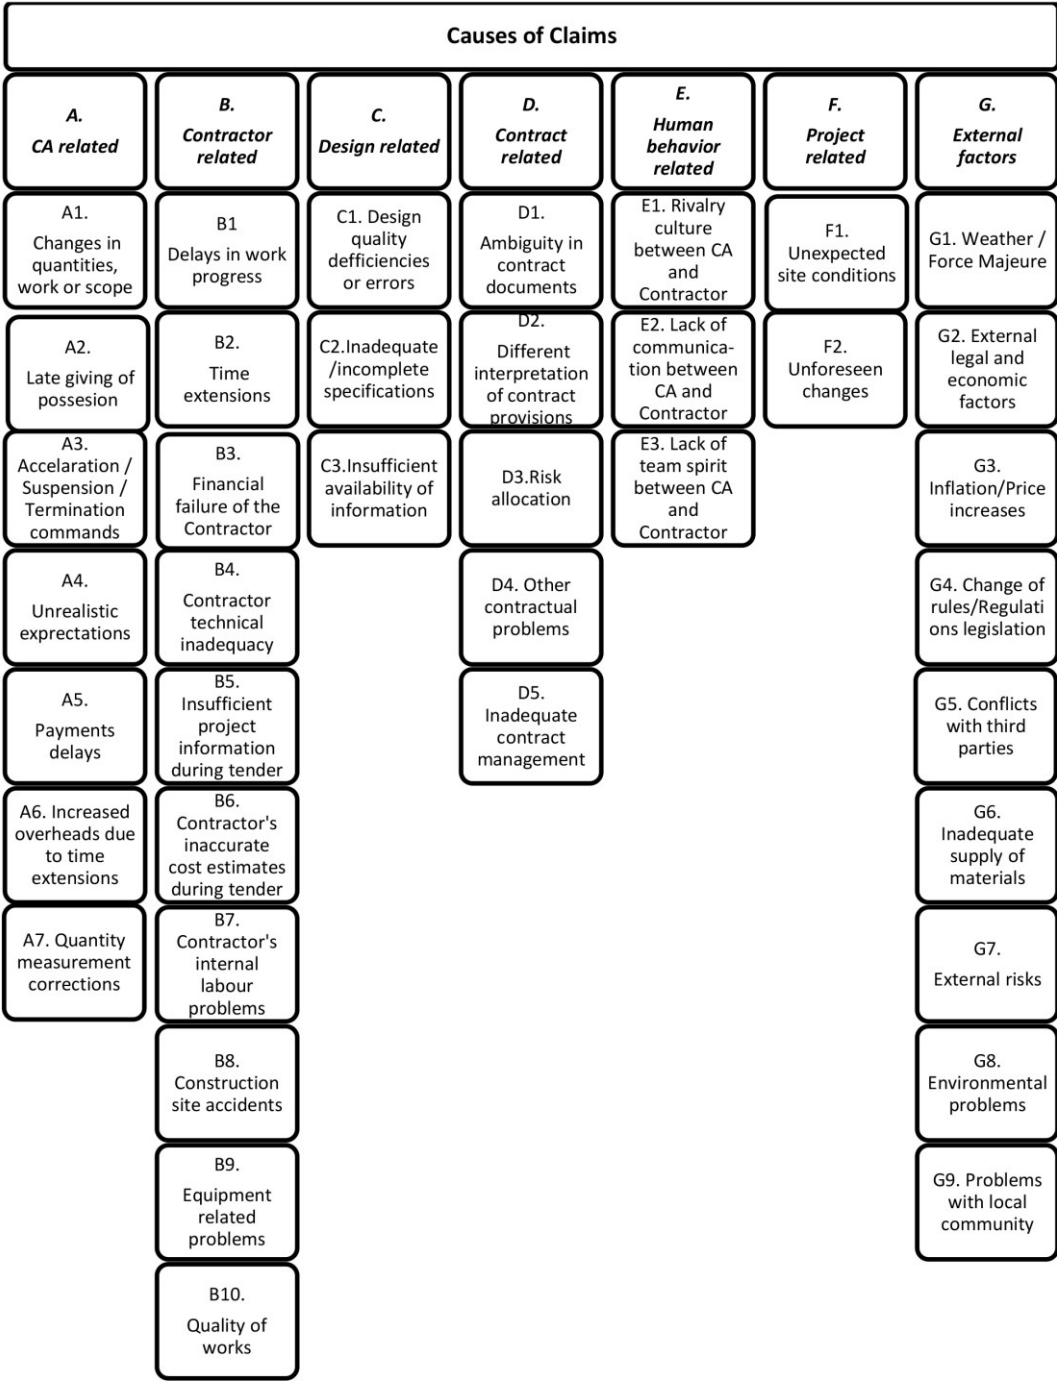 Causes of Claims
A.
CA related
B.
Contractor
related
C.
Design related
D.
Contract
related
E.
Human
behavior
related
F.
Project
related
G.
External
factors
A1.
Changes in
quantities,
work or scope
A2.
Late giving of
possesion
A3.
Accelaration /
Suspension /
Termination
commands
A4.
Unrealistic
exprectations
A5.
Payments
delays
A6. Increased
overheads due
to time
extensions
A7. Quantity
measurement
corrections
B1
Delays in work
progress
B2.
Time
extensions
B3.
Financial
failure of the
Contractor
B4.
Contractor
technical
inadequacy
B5.
Insufficient
project
information
during tender
B6.
Contractor's
inaccurate
cost estimates
during tender
B7.
Contractor's
internal
labour
problems
B8.
Construction
site accidents
B9.
Equipment
related
problems
B10.
Quality of
works
C1. Design
quality
defficiencies
or errors
C2.Inadequate
/incomplete
specifications
C3.Insufficient
availability of
information
D1.
Ambiguity in
contract
documents
D2.
Different
interpretation
of contract
provisions
D3.Risk
allocation
D4. Other
contractual
problems
D5.
Inadequate
contract
management
E1. Rivalry
culture
between CA
and
Contractor
E2. Lack of
communica-
tion between
CA and
Contractor
E3. Lack of
team spirit
between CA
and
Contractor
F1.
Unexpected
site conditions
F2.
Unforeseen
changes
G1. Weather /
Force Majeure
G2. External
legal and
economic
factors
G3.
Inflation/Price
increases
G4. Change of
rules/Regulati
ons legislation
G5. Conflicts
with third
parties
G6.
Inadequate
supply of
materials
G7.
External risks
G8.
Environmental
problems
G9. Problems
with local
community